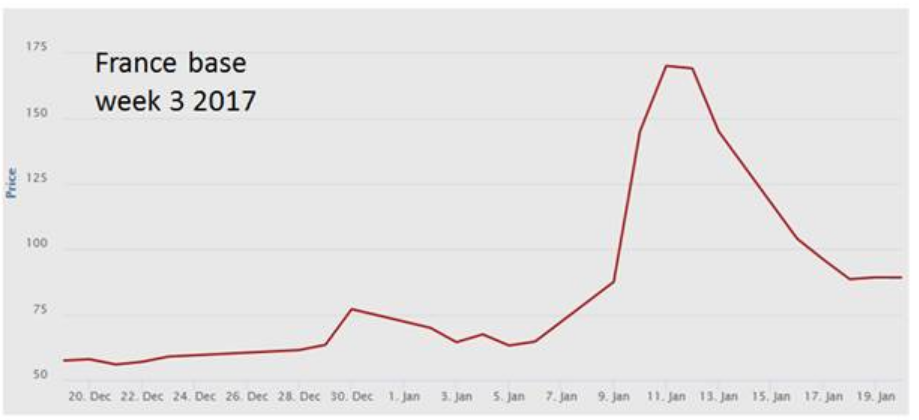 France base
week 3 2017
Price
175
150
125
100
75
50
20. Dec 22. Dec 24. Dec 26. Dec 28. Dec 30. Dec 1. Jan 3. Jan 5. Jan 7. Jan 9. Jan 11. Jan 13. Jan 15. Jan 17. Jan 19. Jan